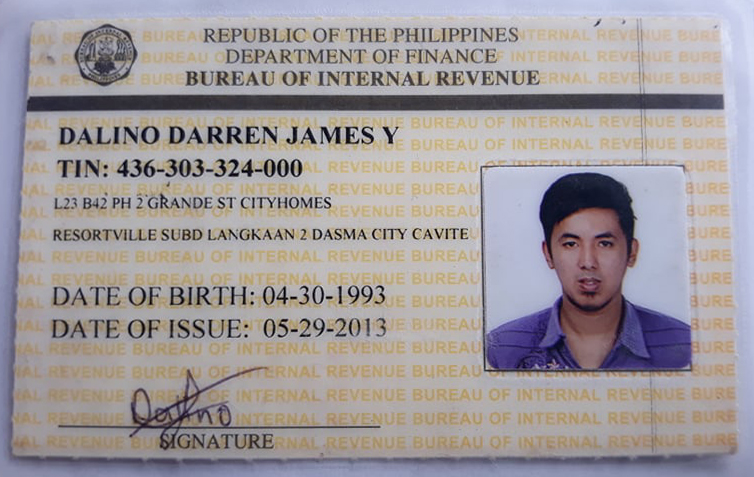 REPUBLIC OF THE PHILIPPINES
DEPARTMENT OF FINANCE
BUREAU OF INTERNAL REVENUE
DALINO DARREN JAMES Y
TIN: 436-303-324-000
L23 B42 PH 2 GRANDE ST CITYHOMES
RESORTVILLE SUBD LANGKAAN 2 DASMA CITY CAVITE
DATE OF BIRTH: 04-30-1993
DATE OF ISSUE: 05-29-2013
SIGNATURE